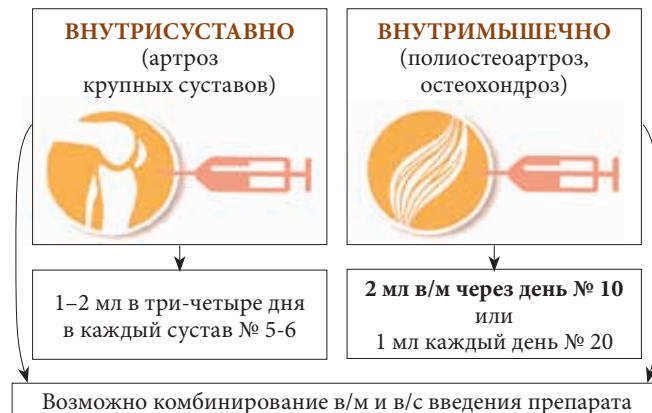 ВНУТРИСУСТАВНО
(артроз
крупных суставов)
ВНУТРИМЫШЕЧНО
(полиостеоартроз,
остеохондроз)
1–2 мл в три-четыре дня
в каждый сустав № 5-6
2 мл в/м через день № 10
или
1 мл каждый день № 20
Возможно комбинирование в/м и в/с введения препарата